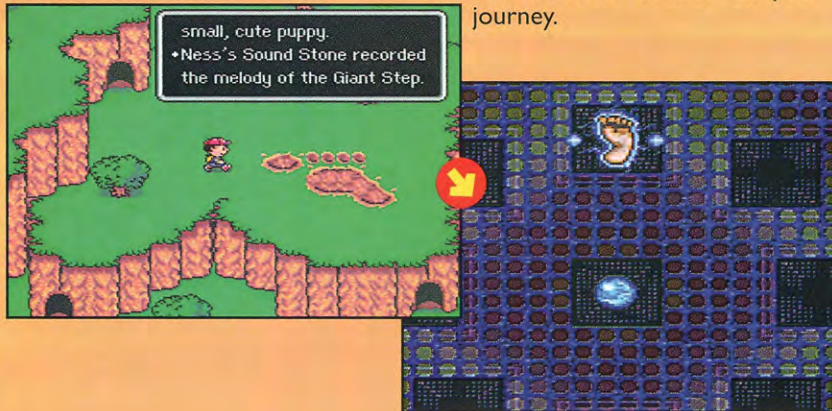 journey.
small, cute puppy.
•Ness's Sound Stone recorded
the melody of the Giant Step.